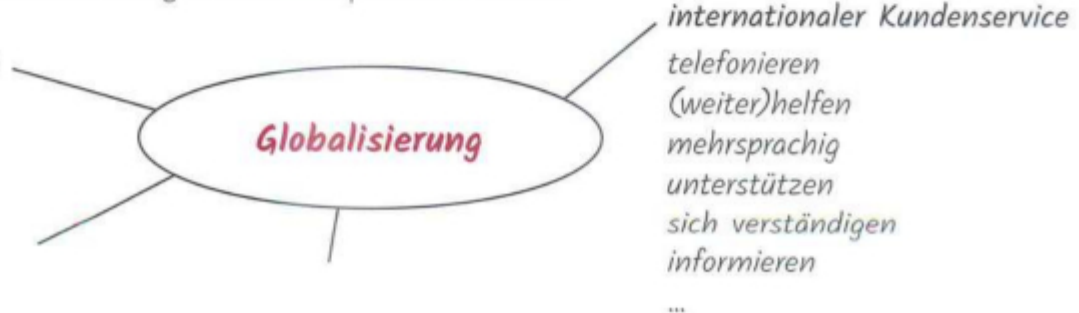 Globalisierung
internationaler Kundenservice
telefonieren
(weiter)helfen
mehrsprachig
unterstützen
sich verständigen
informieren
...